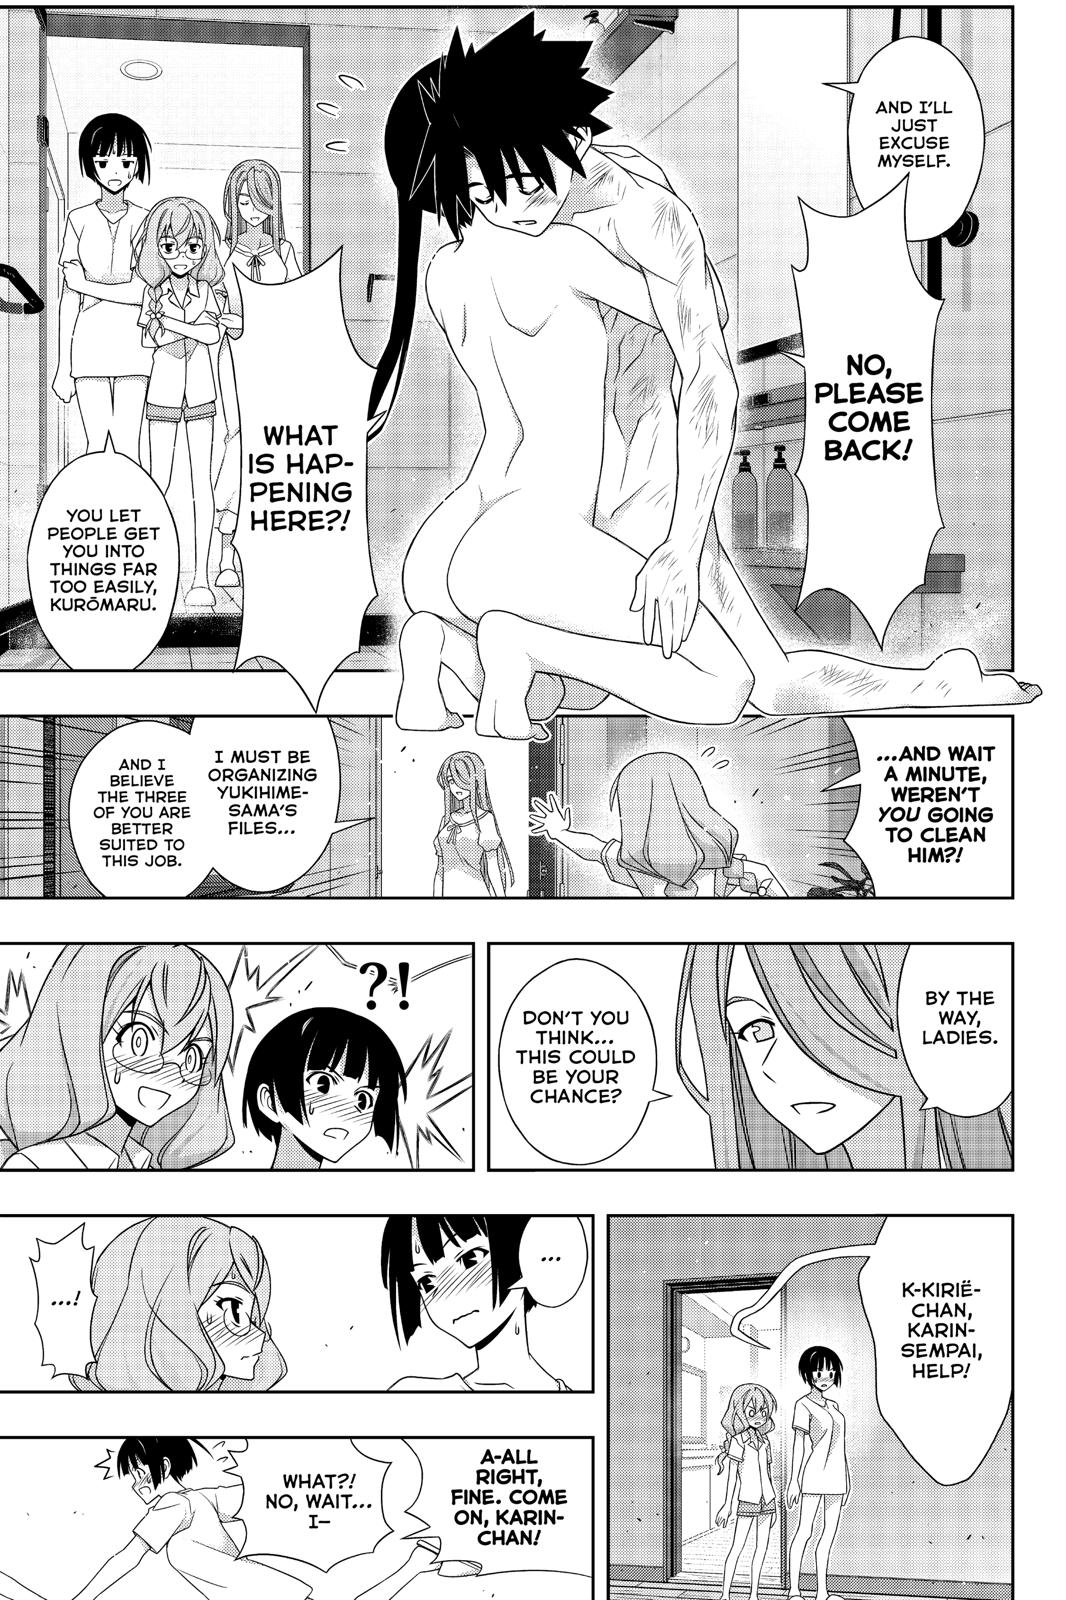 AND I'LL
JUST
EXCUSE
MYSELF.
NO,
PLEASE
COME
BACK!
WHAT
IS HAP-
PENING
HERE?!
YOU LET
PEOPLE GET
YOU INTO
THINGS FAR
TOO EASILY,
KURŌMARU.
...AND WAIT
A MINUTE,
WEREN'T
YOU GOING
TO CLEAN
HIM?!
I MUST BE
ORGANIZING
YUKIHIME-
SAMA'S
FILES...
AND I
BELIEVE
THE THREE
OF YOU ARE
BETTER
SUITED TO
THIS JOB.
BY THE
WAY,
LADIES.
DON'T YOU
THINK...
THIS COULD
BE YOUR
CHANCE?
?!
K-KIRIË-
CHAN,
KARIN-
SEMPAI,
HELP!
...
...!
A-ALL
RIGHT,
FINE. COME
ON, KARIN-
CHAN!
WHAT?!
NO, WAIT...
I–